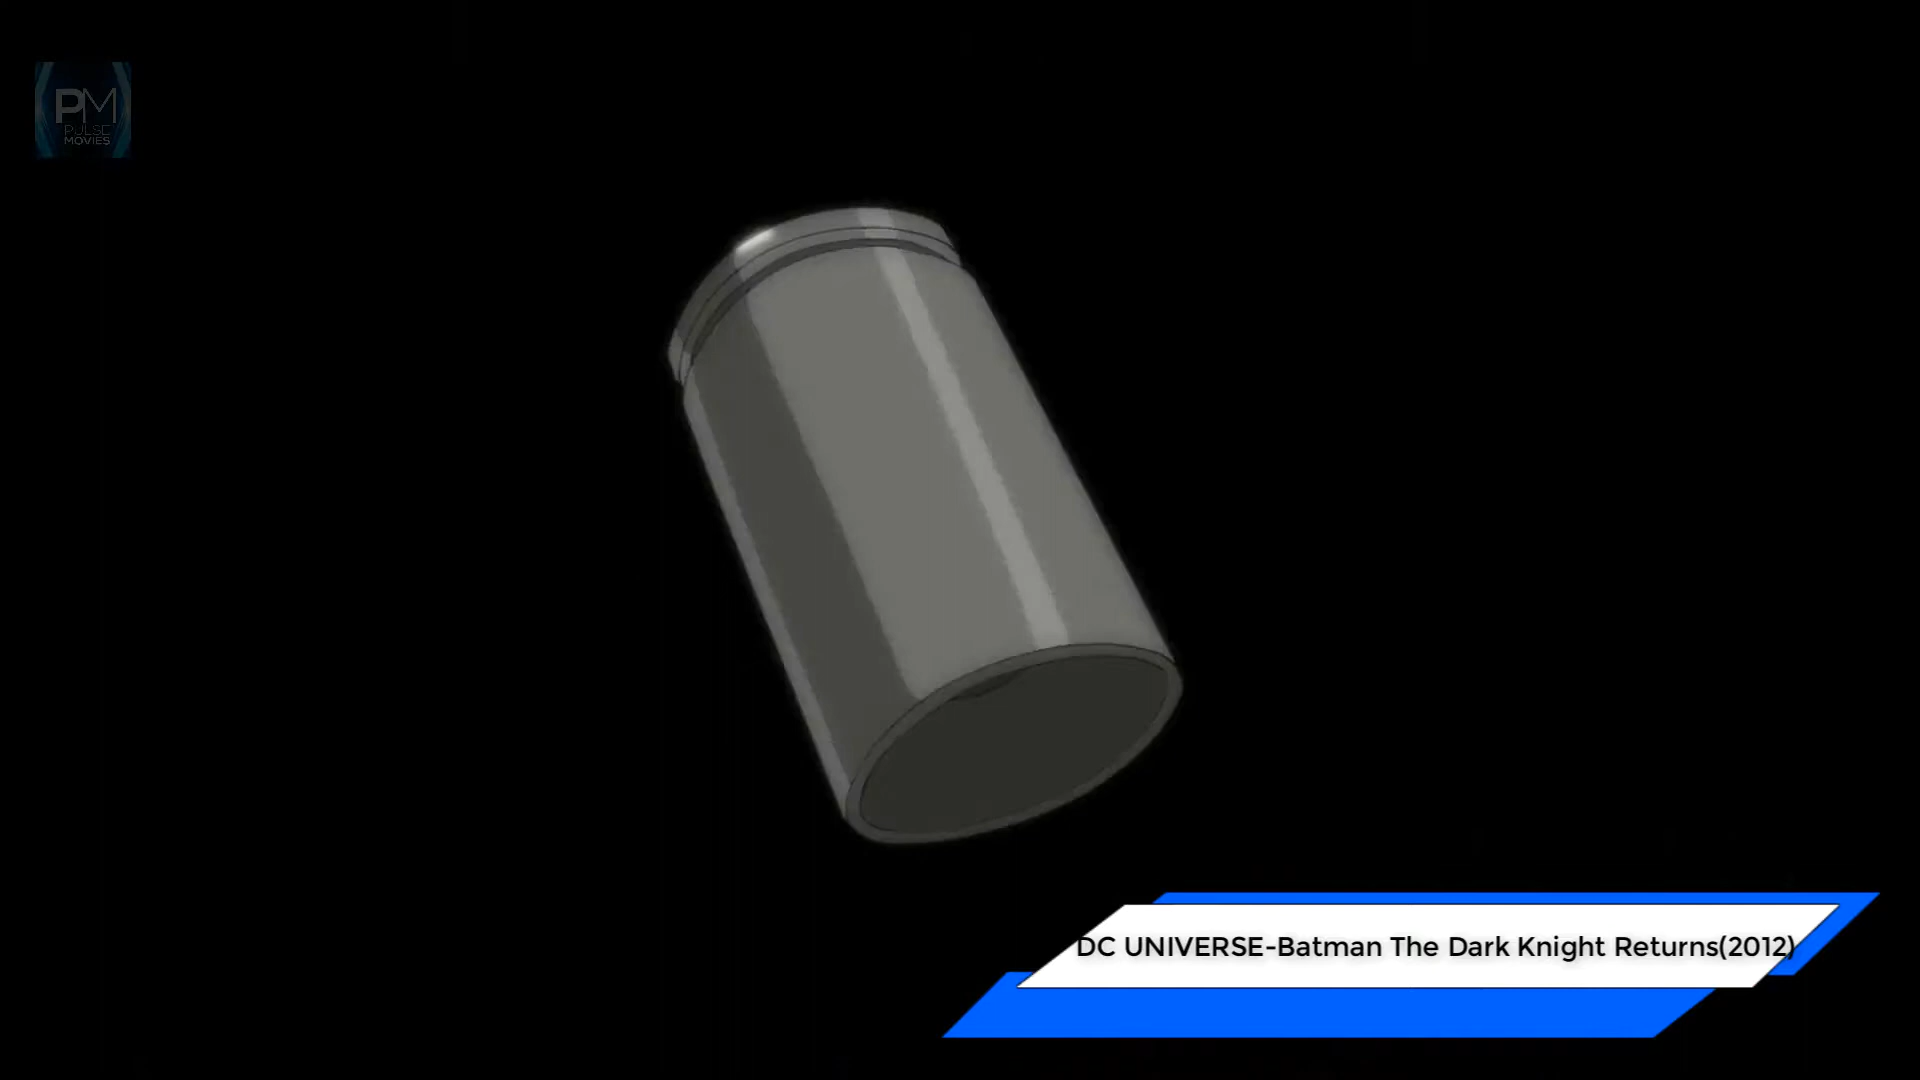 PM
PULSE
MOVIES
DC UNIVERSE-Batman The Dark Knight Returns(2012)